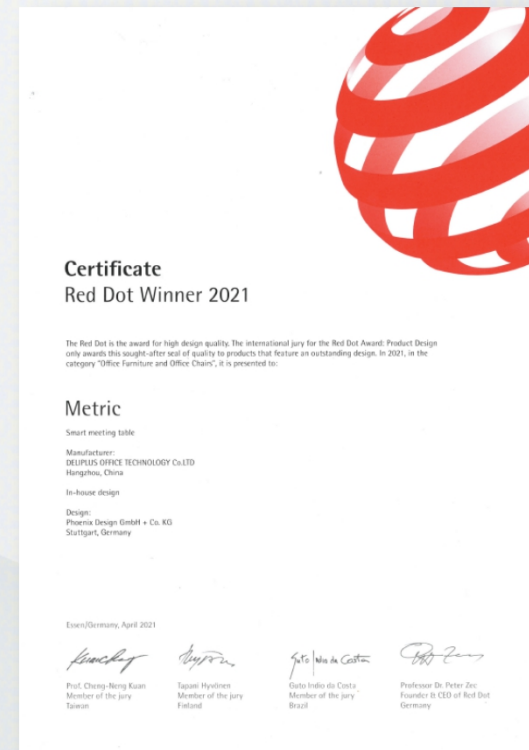 Certificate
Red Dot Winner 2021
The Red Dot is the award for high design quality. The international jury for the Red Dot Award: Product Design
only awards this sought-after seal of quality to products that feature an outstanding design. In 2021, in the
category "Office Furniture and Office Chairs", it is presented to:
Metric
Smart meeting table
Manufacturer:
DELIPLUS OFFICE TECHNOLOGY Co.LTD
Hangzhou, China
In-house design
Design:
Phoenix Design GmbH + Co. KG
Stuttgart, Germany
Essen/Germany, April 2021
Guto Indio da Costa
Prof. Cheng-Neng Kuan
Member of the jury
Taiwan
Tapani Hyvönen
Member of the jury
Finland
Guto Indio da Costa
Member of the jury
Brazil
Professor Dr. Peter Zec
Founder & CEO of Red Dot
Germany